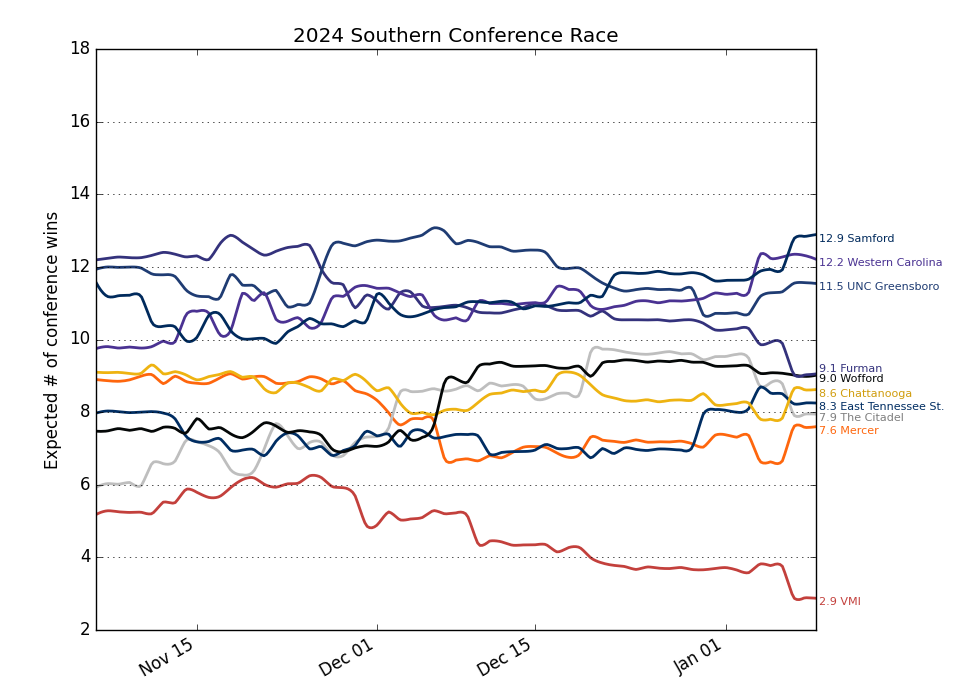 2024 Southern Conference Race
Expected # of conference wins
18
16
14
12
10
8
6
4
2
Nov 15
Dec 01
Dec 15
Jan 01
12.9 Samford
12.2 Western Carolina
11.5 UNC Greensboro
9.1 Furman
9.0 Wofford
8.6 Chattanooga
8.3 East Tennessee St.
7.9 The Citadel
7.6 Mercer
2.9 VMI